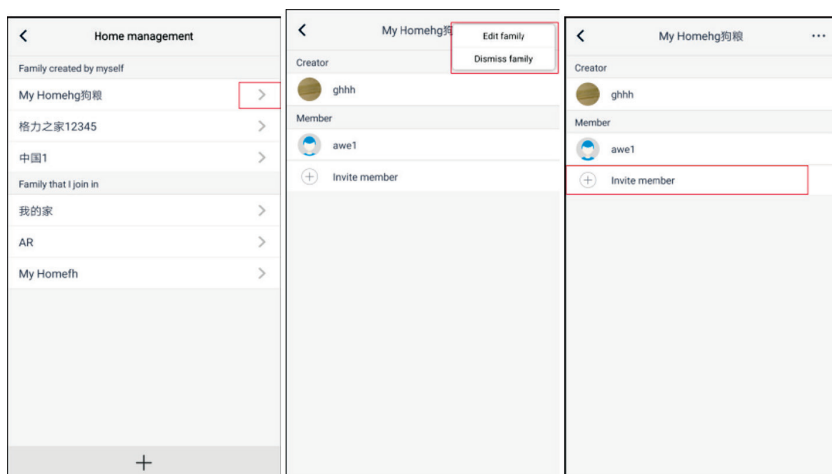 Home management
Family created by myself
My Homehg狗粮
格力之家12345
中国1
Family that I join in
我的家
AR
My Homefh
My Homehg狗
Edit family
Dismiss family
Creator
ghhh
Member
awe1
Invite member
My Homehg狗粮
Creator
ghhh
Member
awe1
Invite member